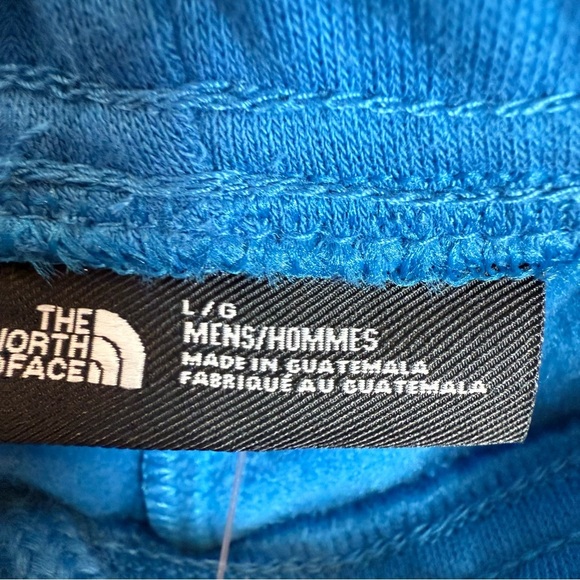 THE
NORTH
FACE
L/G
MENS/HOMMES
MADE IN GUATEMALA
FABRIQUÉ AU GUATEMALA